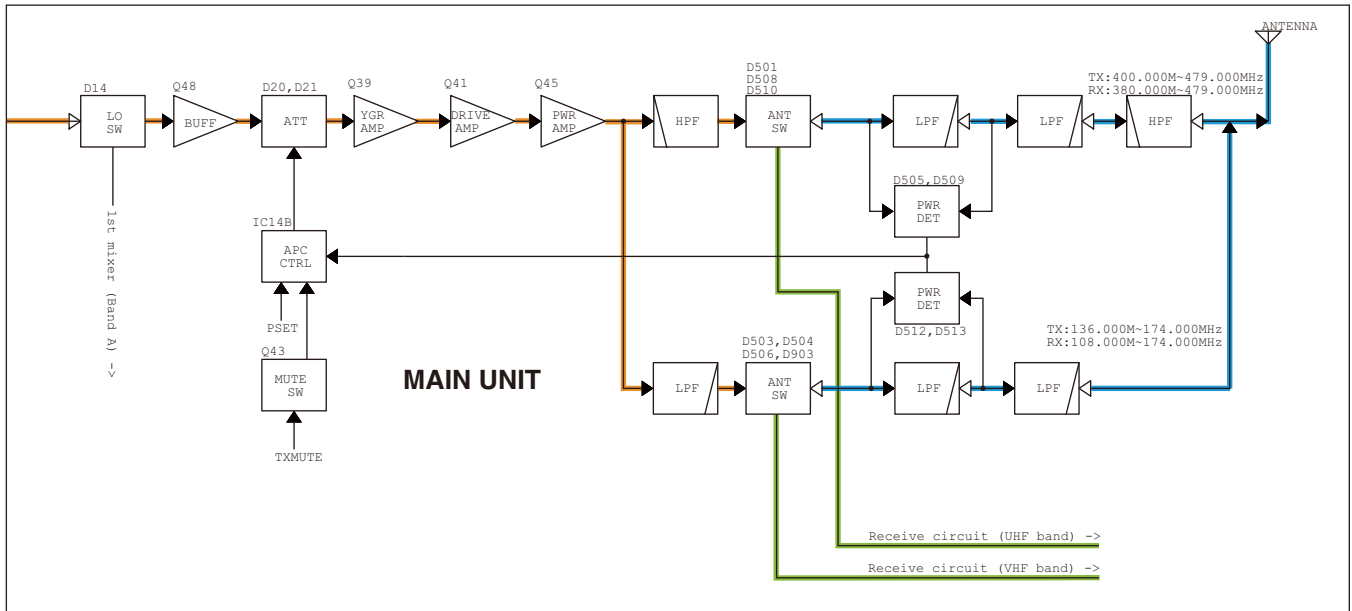 ANTENNA
TX:400.000M~479.000MHz
RX:380.000M~479.000MHz
D14
LO
SW
Q48
BUFF
D20,D21
ATT
Q39
YGR
AMP
Q41
DRIVE
AMP
Q45
PWR
AMP
HPF
D501
D508
D510
ANT
SW
LPF
LPF
HPF
D505,D509
PWR
DET
1st mixer (Band A) ->
IC14B
APC
CTRL
PSET
Q43
MUTE
SW
TXMUTE
MAIN UNIT
PWR
DET
D512,D513
TX:136.000M~174.000MHz
RX:108.000M~174.000MHz
LPF
D503,D504
D506,D903
ANT
SW
LPF
LPF
Receive circuit (UHF band) ->
Receive circuit (VHF band) ->